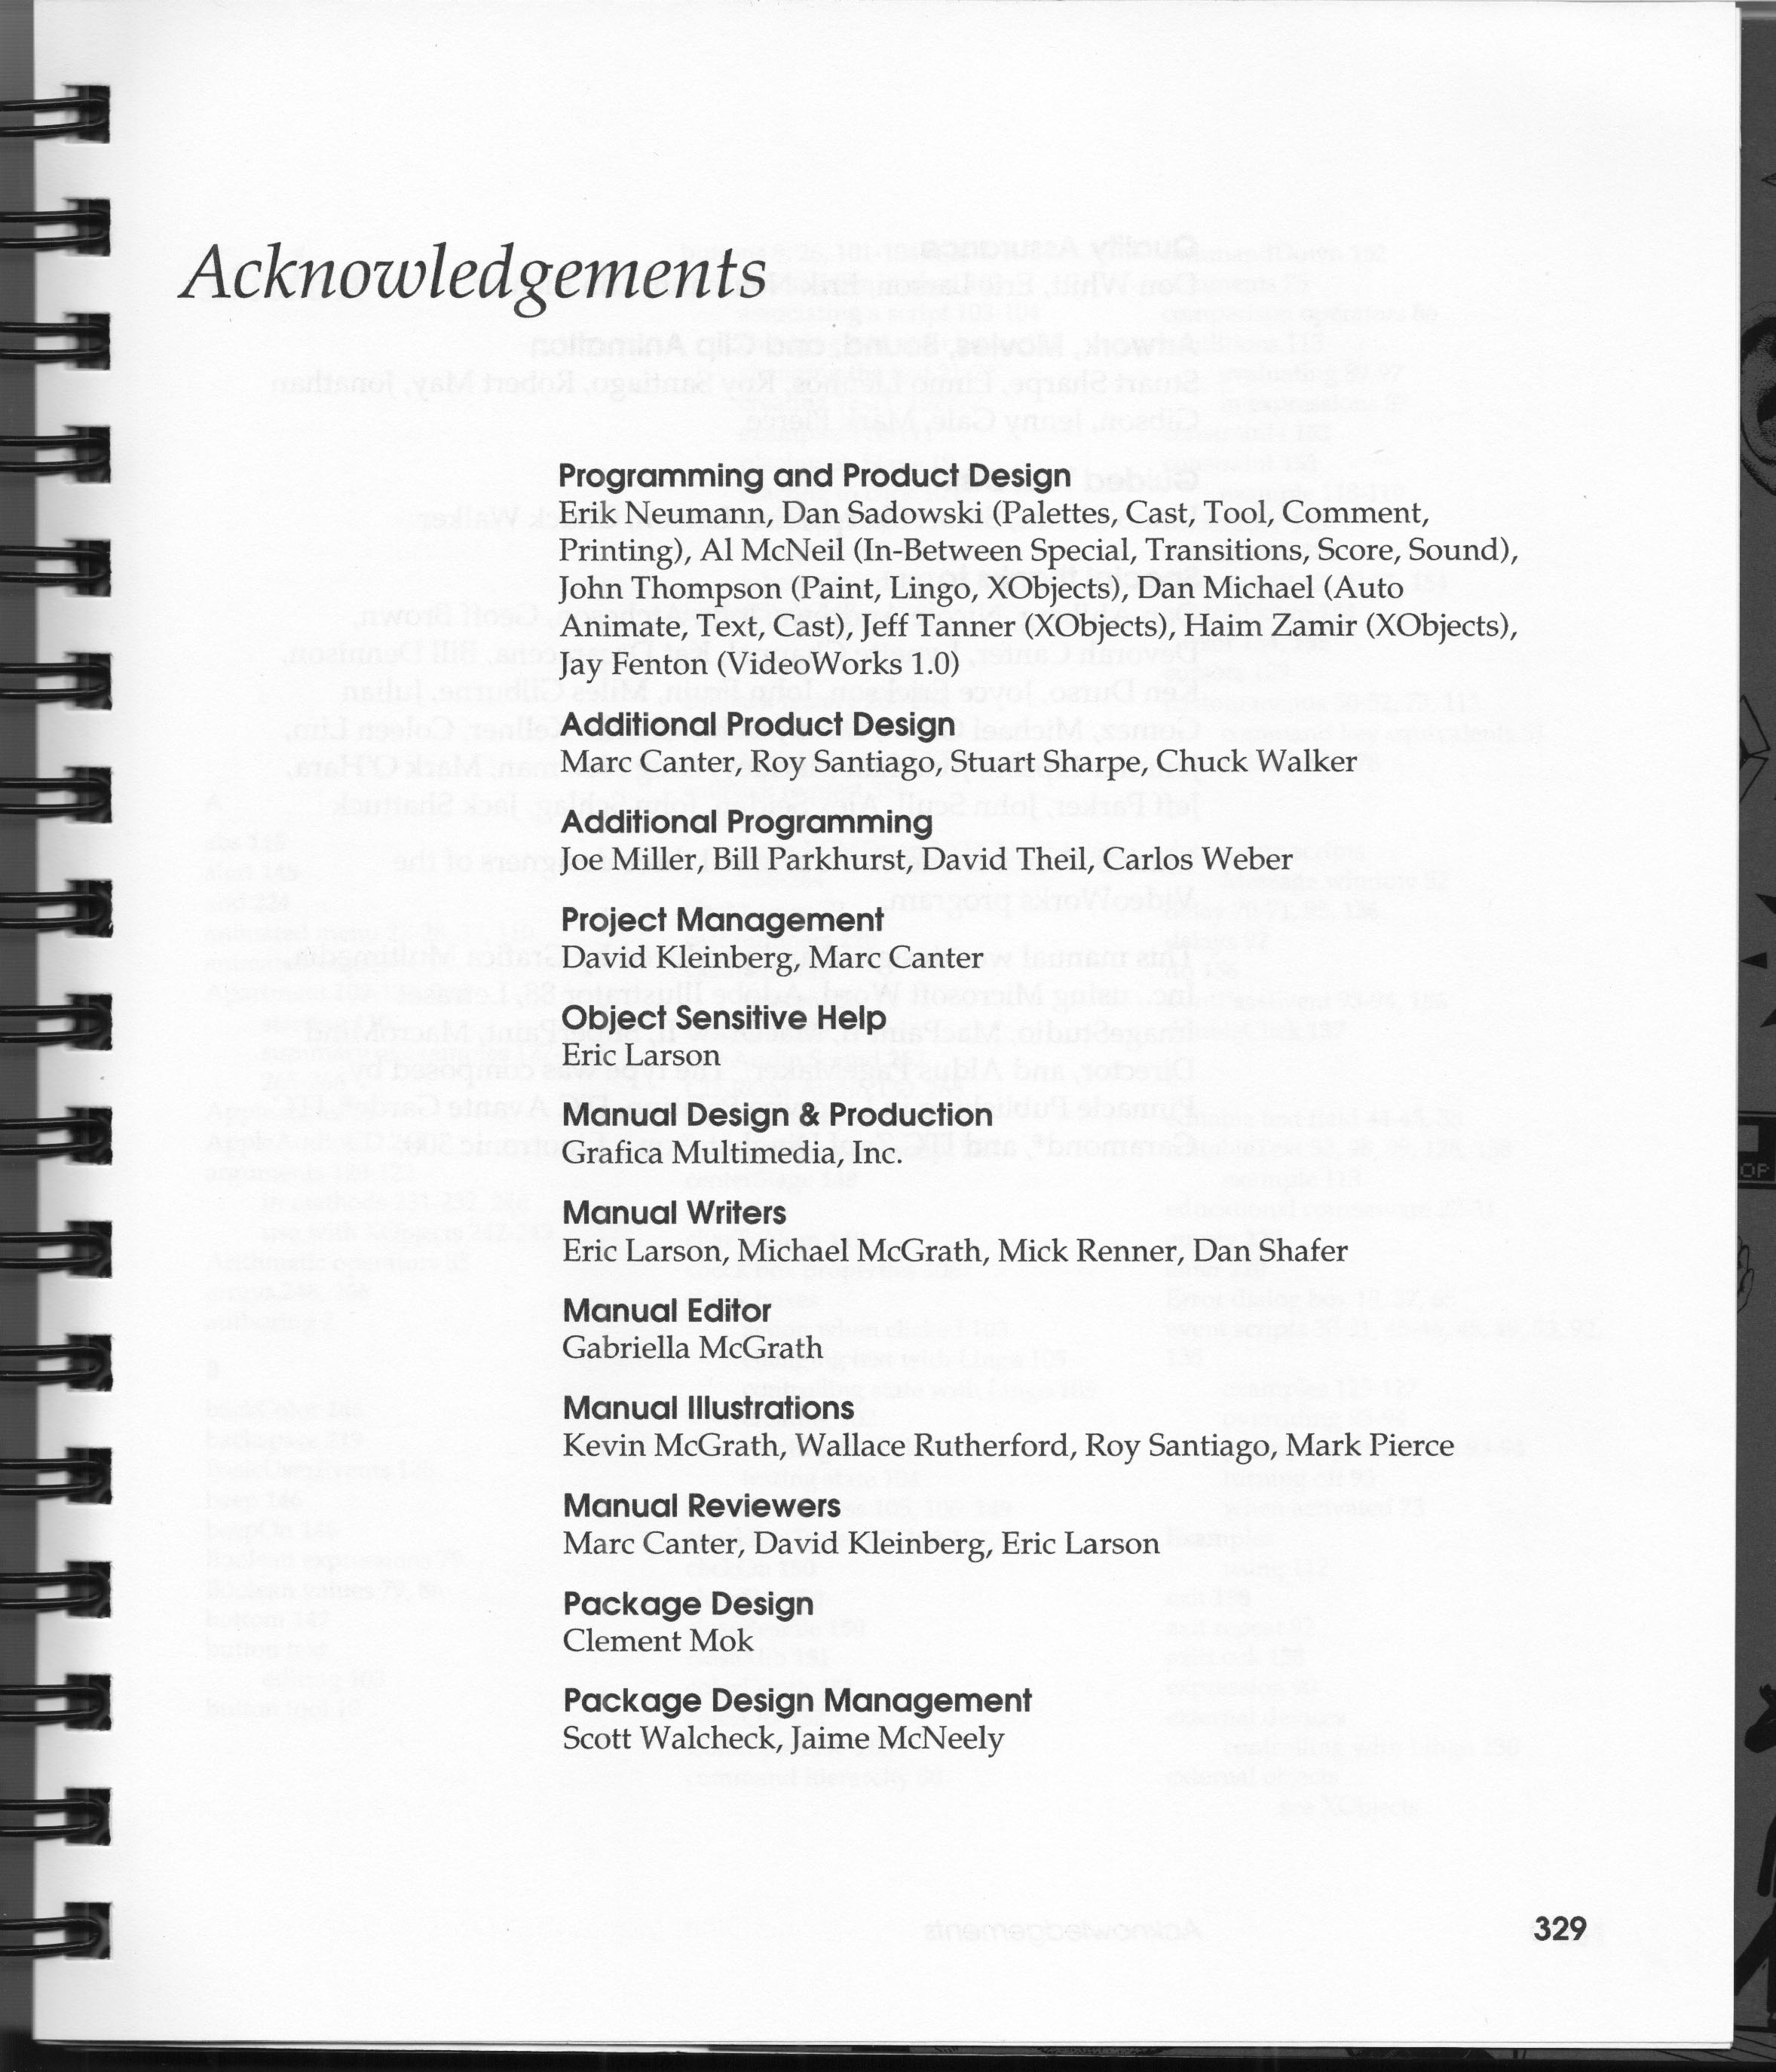 Acknowledgements
Programming and Product Design
Erik Neumann, Dan Sadowski (Palettes, Cast, Tool, Comment,
Printing), Al McNeil (In-Between Special, Transitions, Score, Sound),
John Thompson (Paint, Lingo, XObjects), Dan Michael (Auto
Animate, Text, Cast), Jeff Tanner (XObjects), Haim Zamir (XObjects),
Jay Fenton (VideoWorks 1.0)
Additional Product Design
Marc Canter, Roy Santiago, Stuart Sharpe, Chuck Walker
Additional Programming
Joe Miller, Bill Parkhurst, David Theil, Carlos Weber
Project Management
David Kleinberg, Marc Canter
Object Sensitive Help
Eric Larson
Manual Design & Production
Grafica Multimedia, Inc.
Manual Writers
Eric Larson, Michael McGrath, Mick Renner, Dan Shafer
Manual Editor
Gabriella McGrath
Manual Illustrations
Kevin McGrath, Wallace Rutherford, Roy Santiago, Mark Pierce
Manual Reviewers
Marc Canter, David Kleinberg, Eric Larson
Package Design
Clement Mok
Package Design Management
Scott Walcheck, Jaime McNeely
329